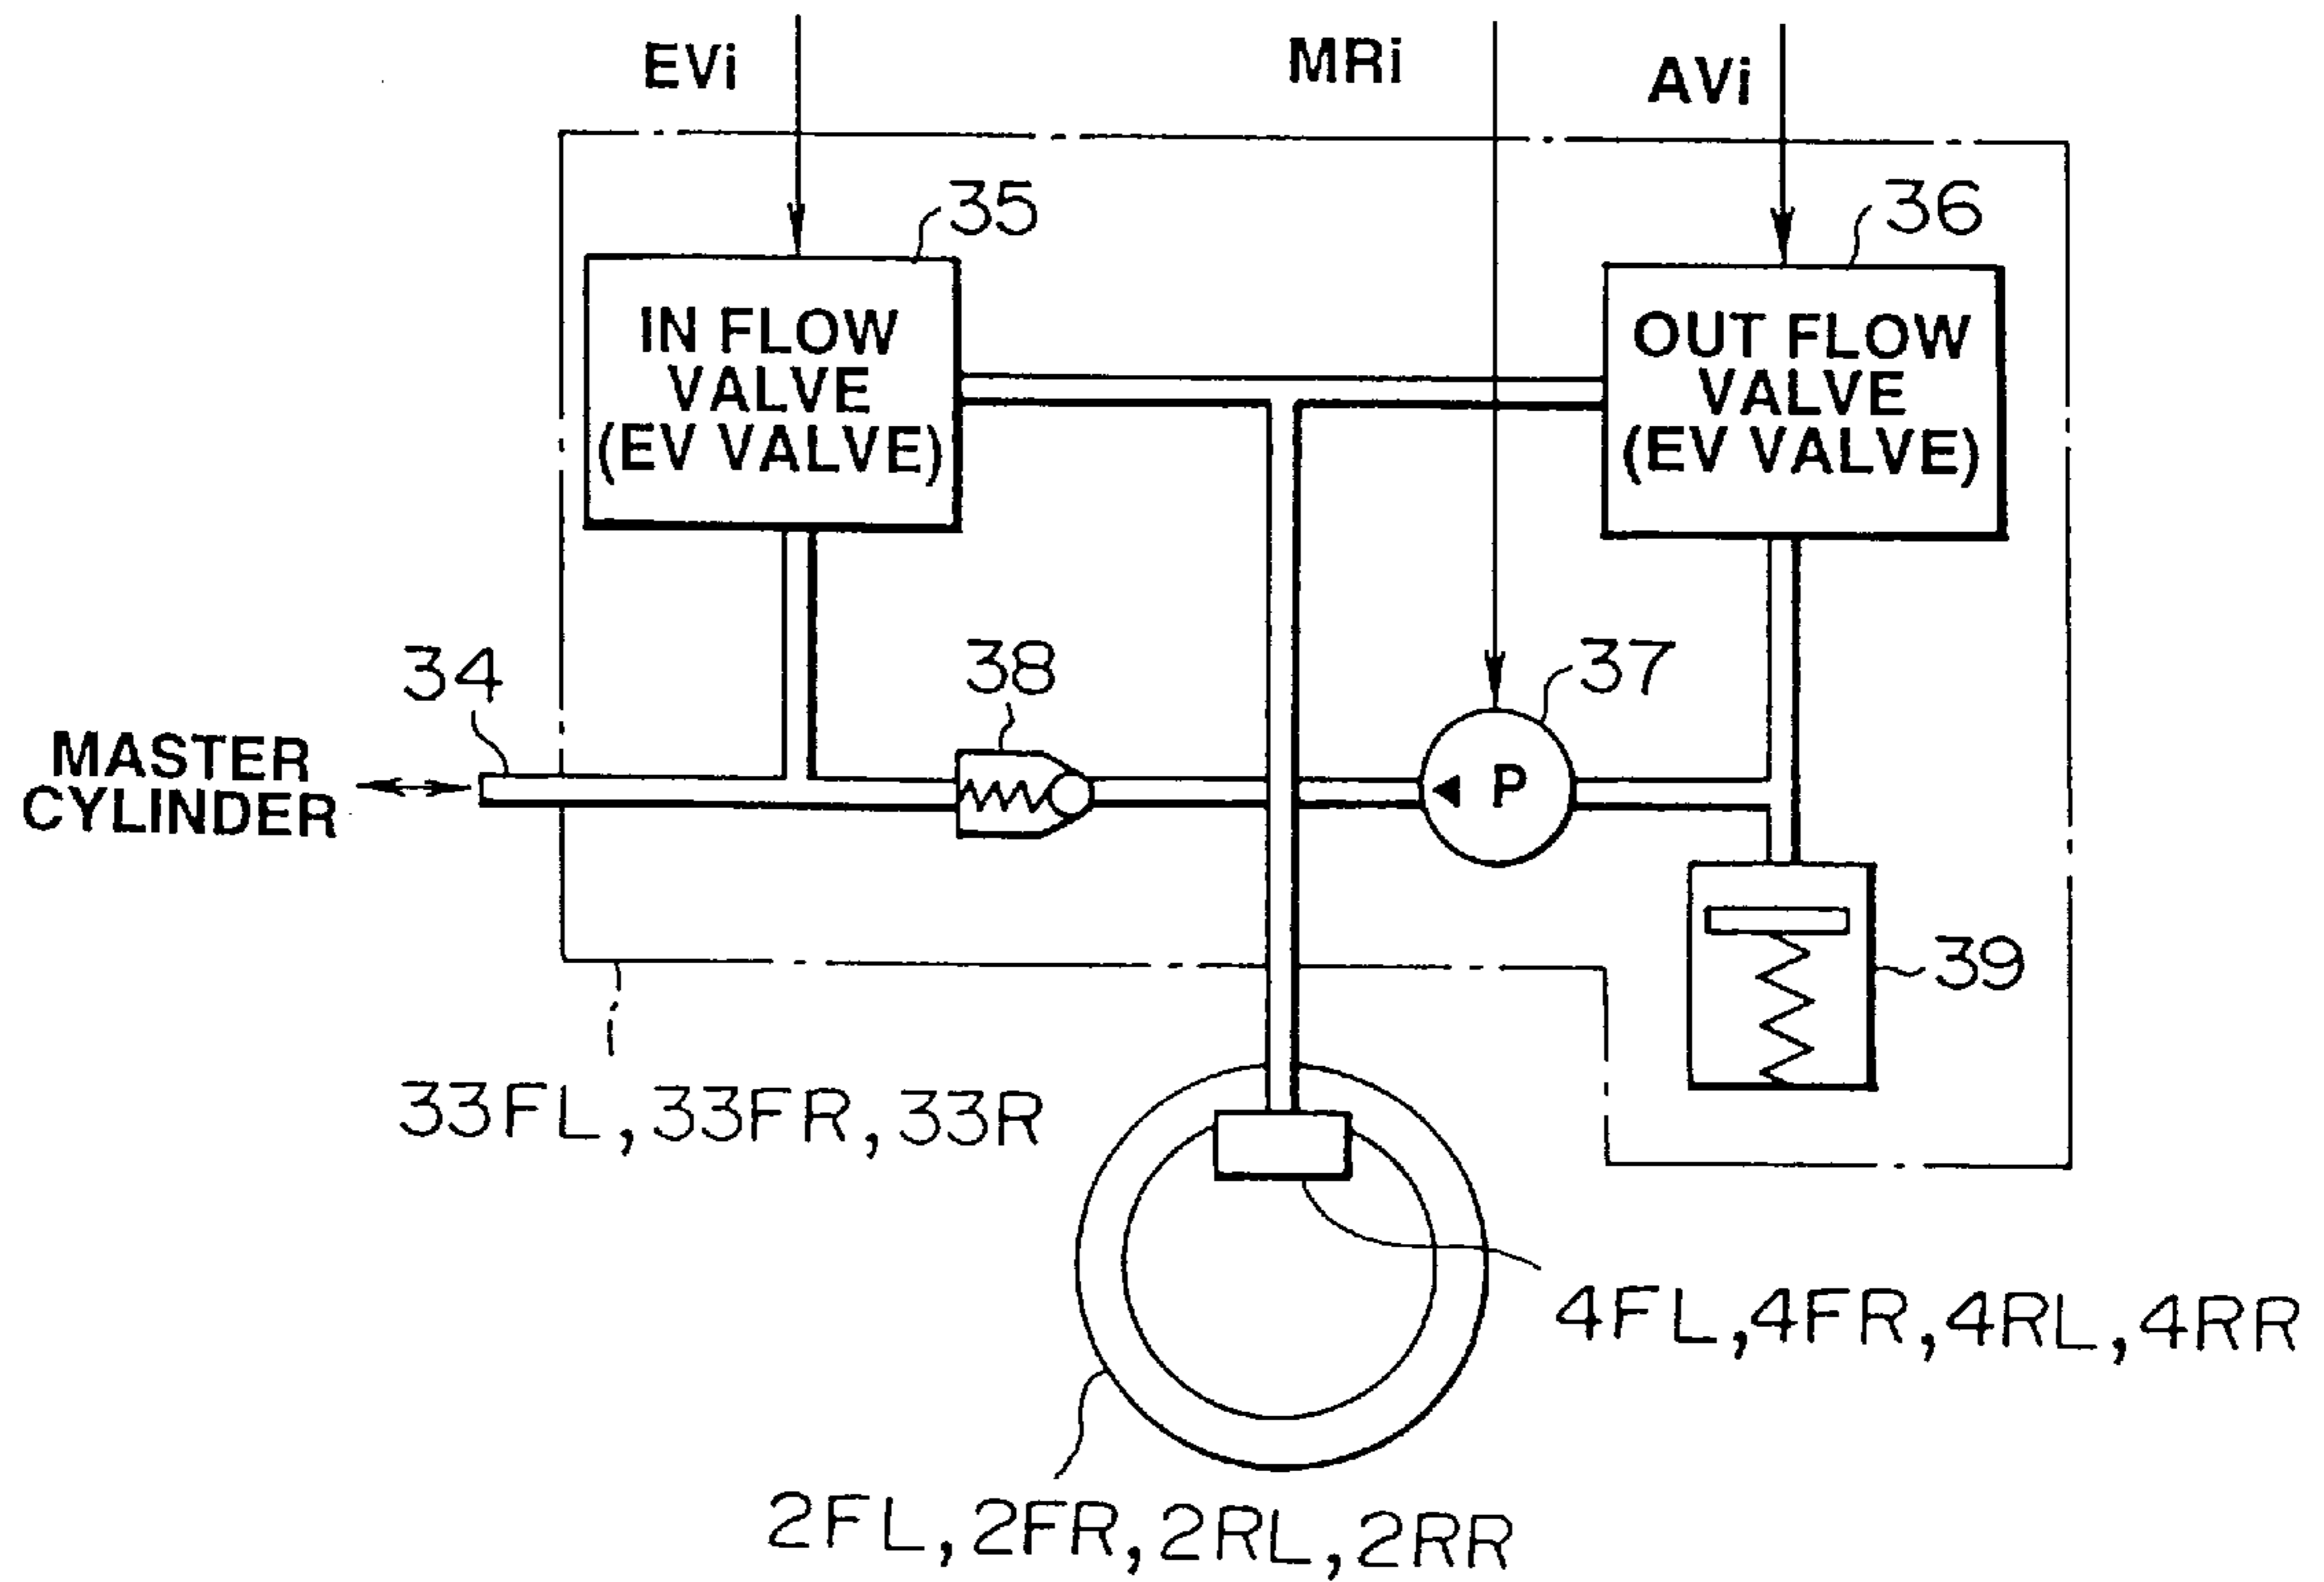 EVi
MRi
AVi
35
36
IN FLOW
VALVE
(EV VALVE)
OUT FLOW
VALVE
(EV VALVE)
34
38
37
MASTER
CYLINDER
P
39
33FL,33FR,33R
4FL,4FR,4RL,4RR
2FL,2FR,2RL,2RR